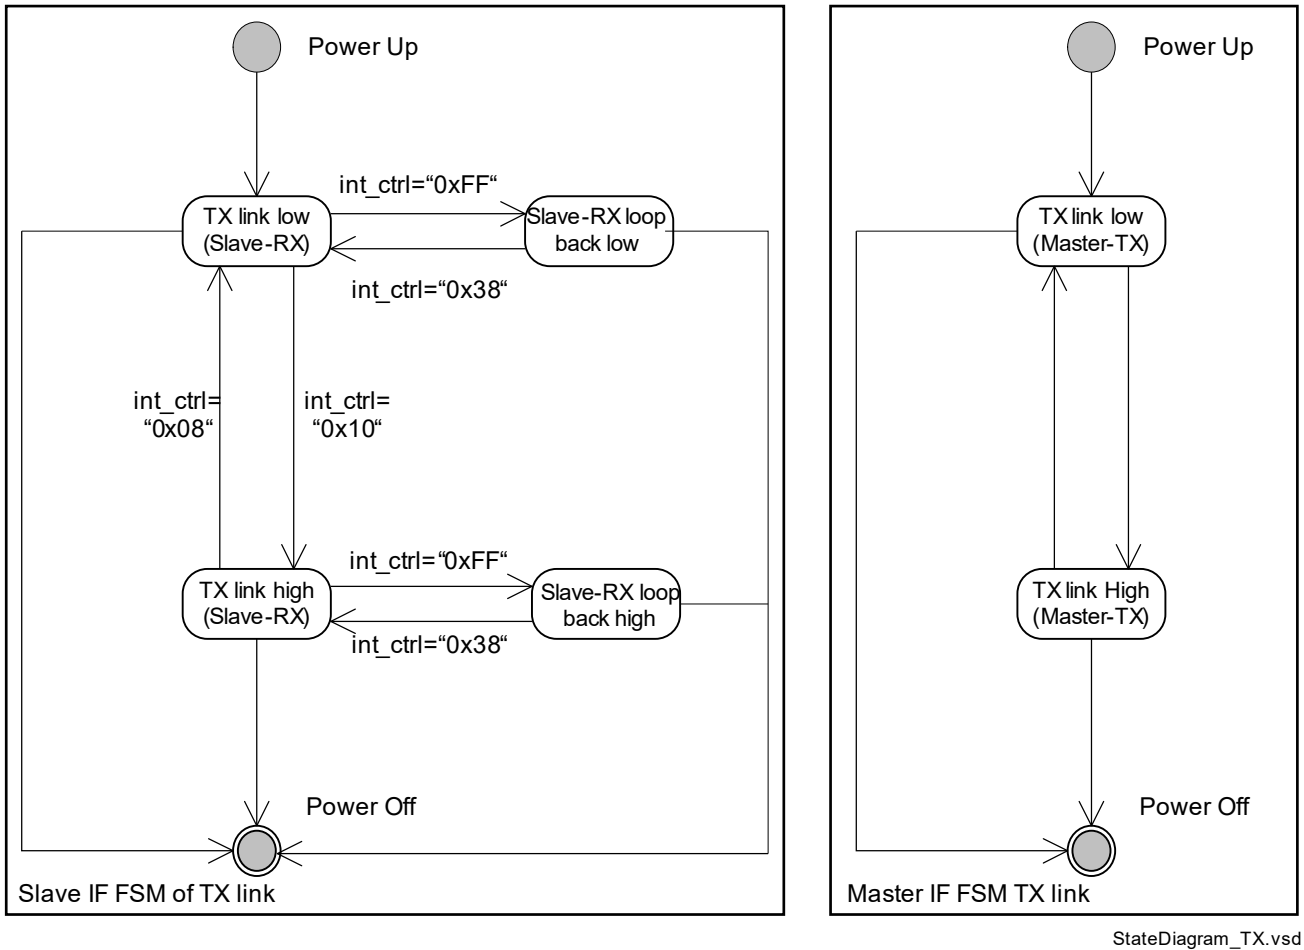 Power Up
int_ctrl=“0xFF“
TX link low
(Slave-RX)
Slave-RX loop
back low
int_ctrl="0x38“
int_ctrl=
“0x08“
int_ctrl=
“0x10“
int_ctrl=“0xFF“
TX link high
(Slave-RX)
Slave-RX loop
back high
int_ctrl=“0x38“
Power Off
Slave IF FSM of TX link
Power Up
TX link low
(Master-TX)
TX link High
(Master-TX)
Power Off
Master IF FSM TX link
StateDiagram_TX.vsd